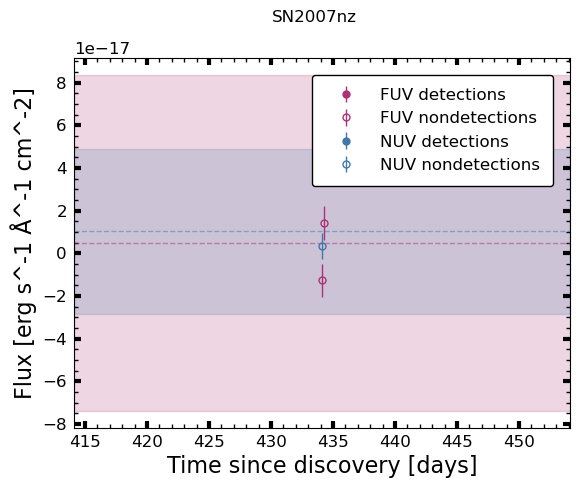 SN2007nz
1e−17
Flux [erg s^-1 Å^-1 cm^-2]
8
6
4
2
0
−2
−4
−6
−8
FUV detections
FUV nondetections
NUV detections
NUV nondetections
415 420 425 430 435 440 445 450
Time since discovery [days]